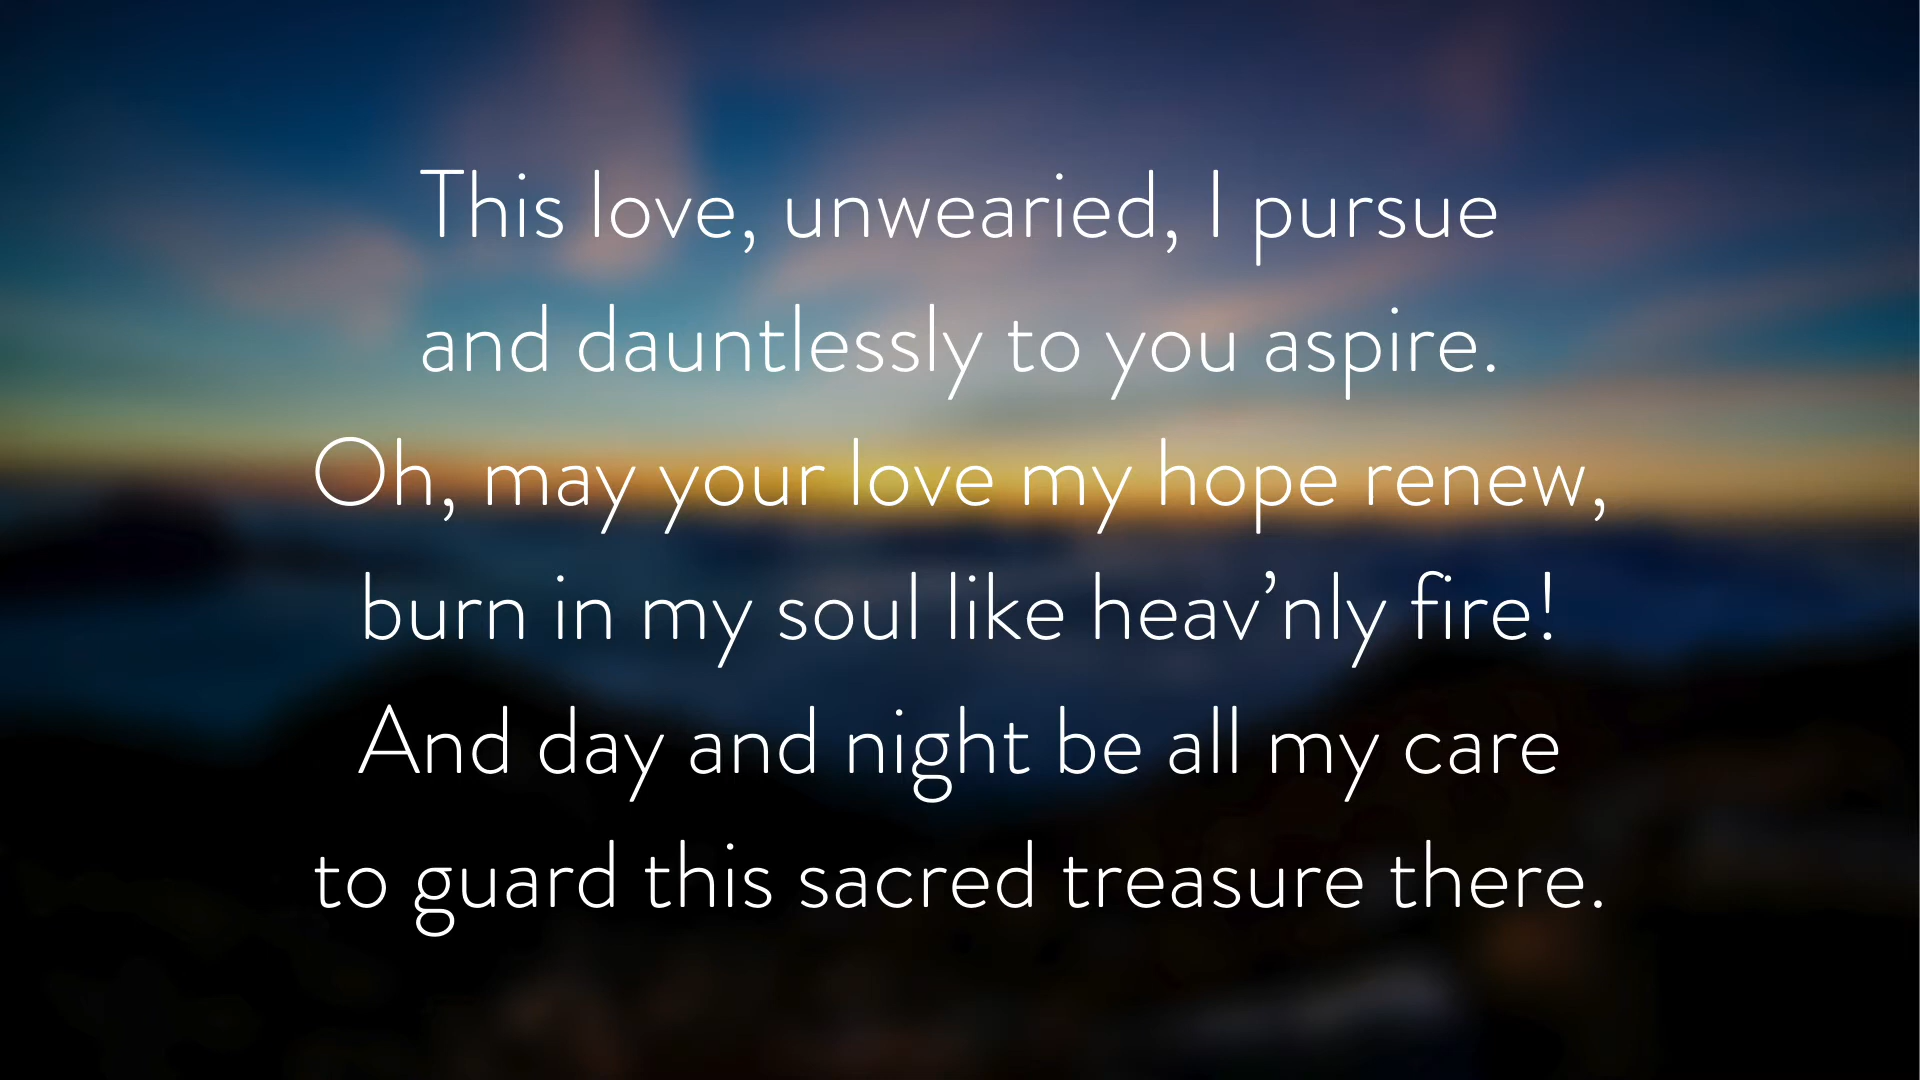 This love, unwearied, I pursue
and dauntlessly to you aspire.
Oh, may your love my hope renew,
burn in my soul like heav’nly fire!
And day and night be all my care
to guard this sacred treasure there.